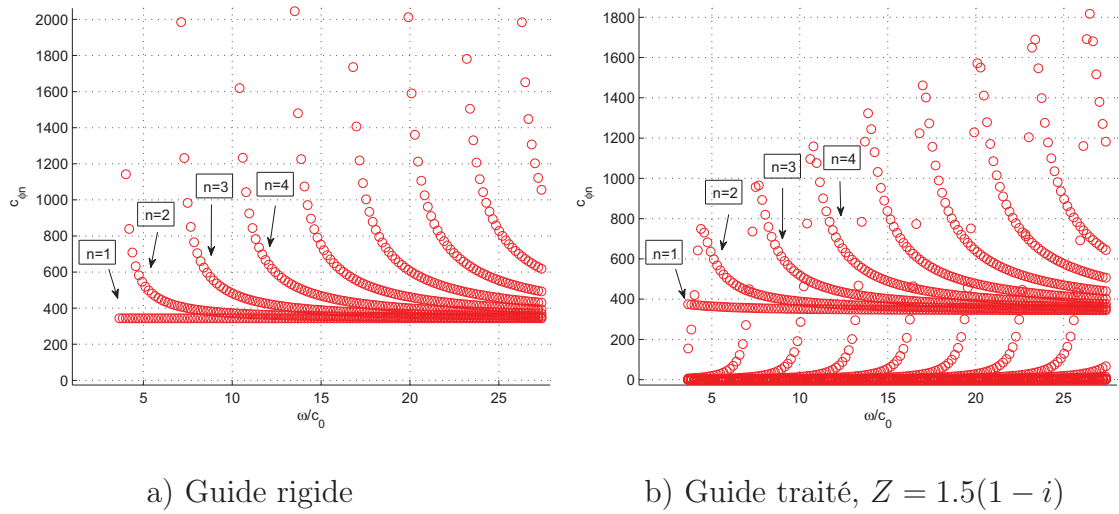 2000
1800
1600
1400
1200
1000
800
600
400
200
0
c_ϕn
5
10
15
20
25
ω/c_0
n=1
n=2
n=3
n=4
a) Guide rigide
1800
1600
1400
1200
1000
800
600
400
200
0
c_ϕn
5
10
15
20
25
ω/c_0
n=1
n=2
n=3
n=4
b) Guide traité, Z = 1.5(1 − i)